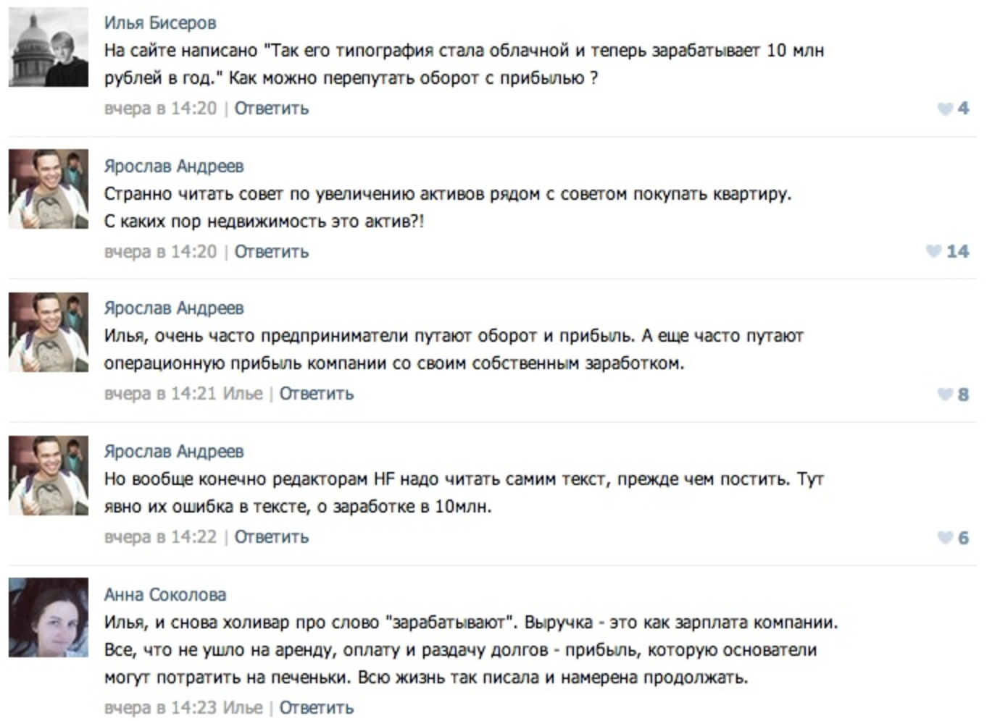 Илья Бисеров
На сайте написано "Так его типография стала облачной и теперь зарабатывает 10 млн
рублей в год." Как можно перепутать оборот с прибылью ?
вчера в 14:20 | Ответить
4
Ярослав Андреев
Странно читать совет по увеличению активов рядом с советом покупать квартиру.
С каких пор недвижимость это актив?!
вчера в 14:20 | Ответить
14
Ярослав Андреев
Илья, очень часто предприниматели путают оборот и прибыль. А еще часто путают
операционную прибыль компании со своим собственным заработком.
вчера в 14:21 Илье | Ответить
8
Ярослав Андреев
Но вообще конечно редакторам HF надо читать самим текст, прежде чем постить. Тут
явно их ошибка в тексте, о заработке в 10млн.
вчера в 14:22 | Ответить
6
Анна Соколова
Илья, и снова холивар про слово "зарабатывают". Выручка - это как зарплата компании.
Все, что не ушло на аренду, оплату и раздачу долгов - прибыль, которую основатели
могут потратить на печеньки. Всю жизнь так писала и намерена продолжать.
вчера в 14:23 Илье | Ответить